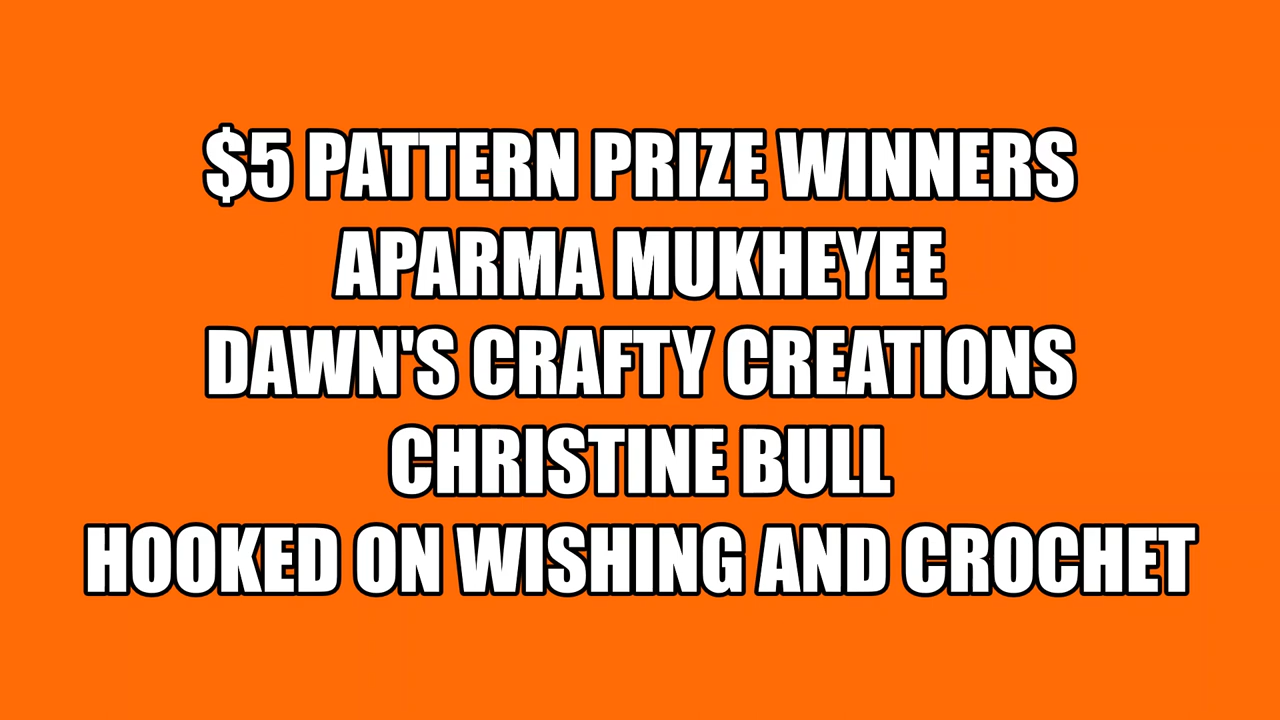 $5 PATTERN PRIZE WINNERS
APARMA MUKHEYEE
DAWN'S CRAFTY CREATIONS
CHRISTINE BULL
HOOKED ON WISHING AND CROCHET